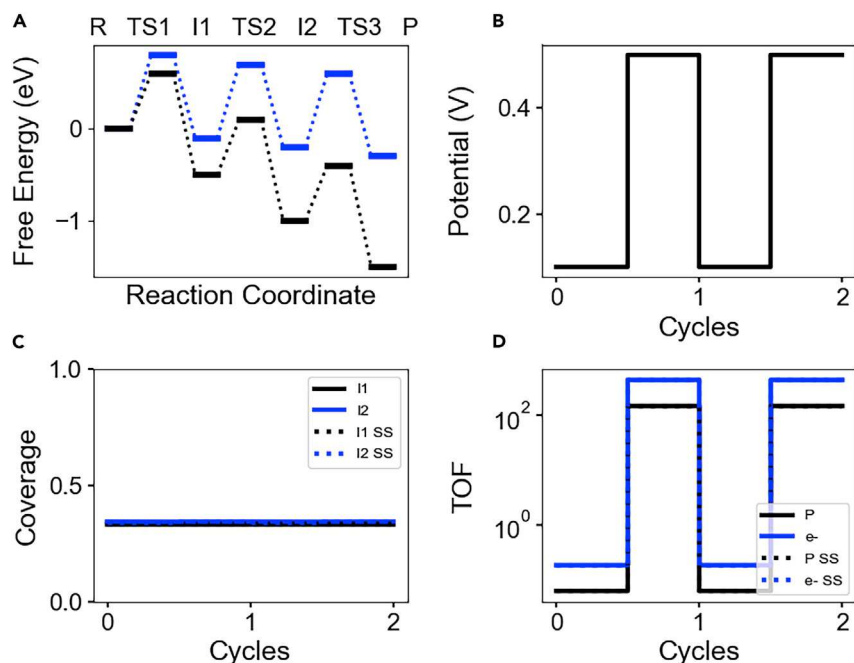 A
R TS1 I1 TS2 I2 TS3 P
Free Energy (eV)
0
−1
Reaction Coordinate
B
Potential (V)
0.4
0.2
0 1 2
Cycles
C
Coverage
1.0
0.5
0.0
0 1 2
Cycles
I1
I2
I1 SS
I2 SS
D
TOF
10²
10⁰
0 1 2
Cycles
P
e-
P SS
e- SS